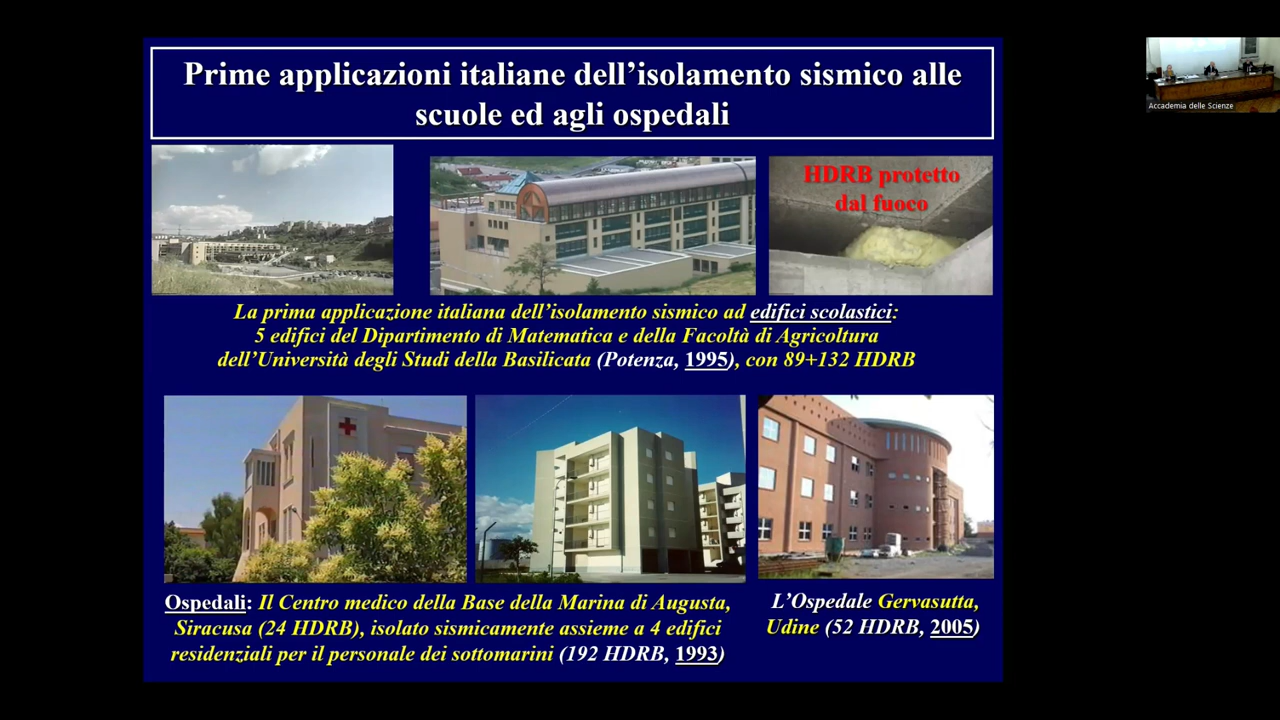 Prime applicazioni italiane dell'isolamento sismico alle
scuole ed agli ospedali
Accademia delle Scienze
HDRB protetto
dal fuoco
La prima applicazione italiana dell'isolamento sismico ad edifici scolastici:
5 edifici del Dipartimento di Matematica e della Facoltà di Agricoltura
dell'Università degli Studi della Basilicata (Potenza, 1995), con 89+132 HDRB
Ospedali: Il Centro medico della Base della Marina di Augusta,
Siracusa (24 HDRB), isolato sismicamente assieme a 4 edifici
residenziali per il personale dei sottomarini (192 HDRB, 1993)
L'Ospedale Gervasutta,
Udine (52 HDRB, 2005)